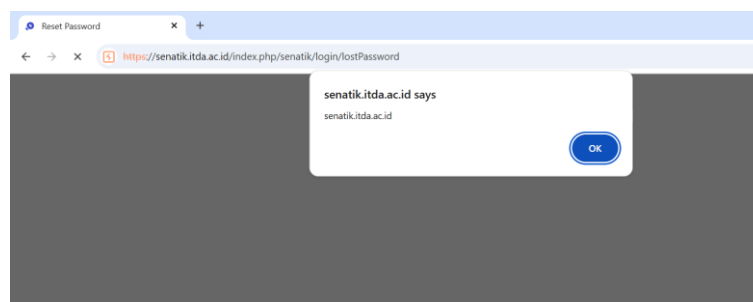 Reset Password
https://senatik.itda.ac.id/index.php/senatik/login/lostPassword
senatik.itda.ac.id says
senatik.itda.ac.id
OK